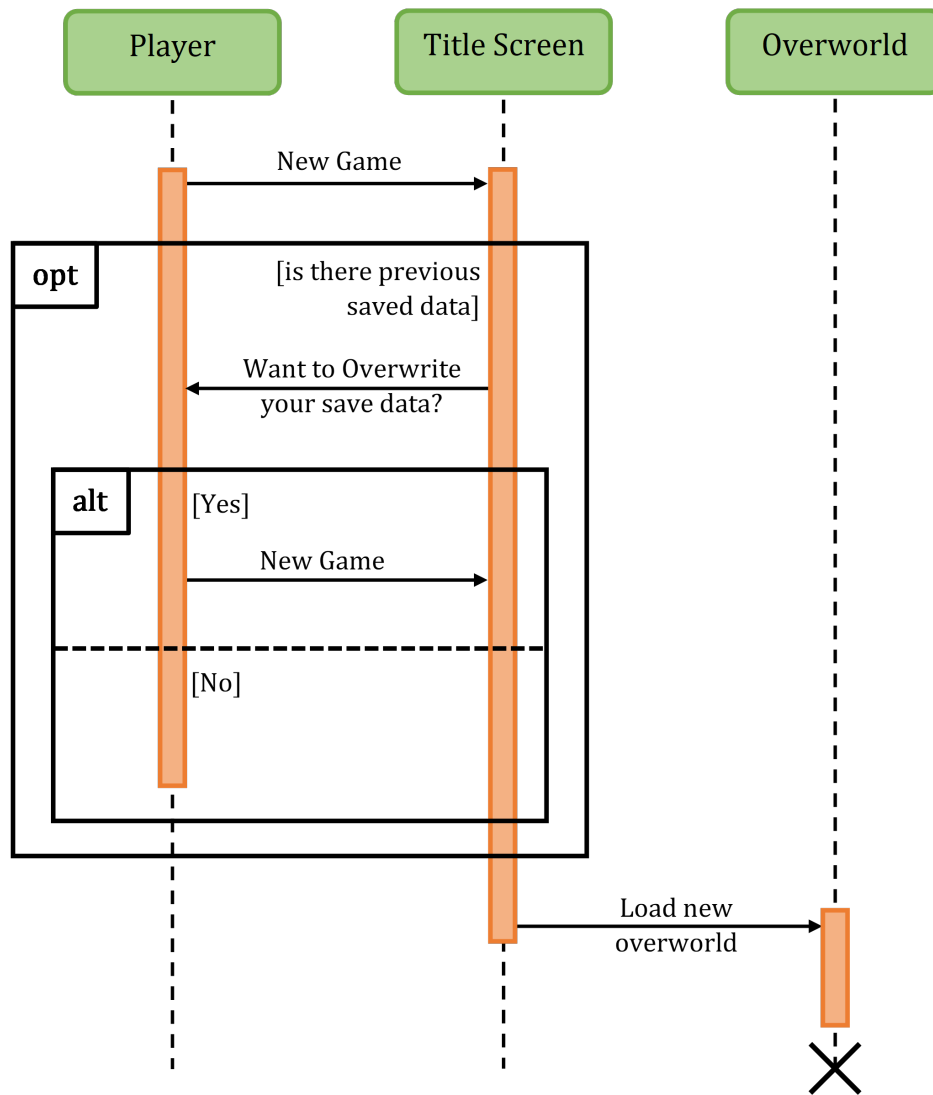 Player
Title Screen
Overworld
New Game
opt
[is there previous
saved data]
Want to Overwrite
your save data?
alt
[Yes]
New Game
[No]
Load new
overworld